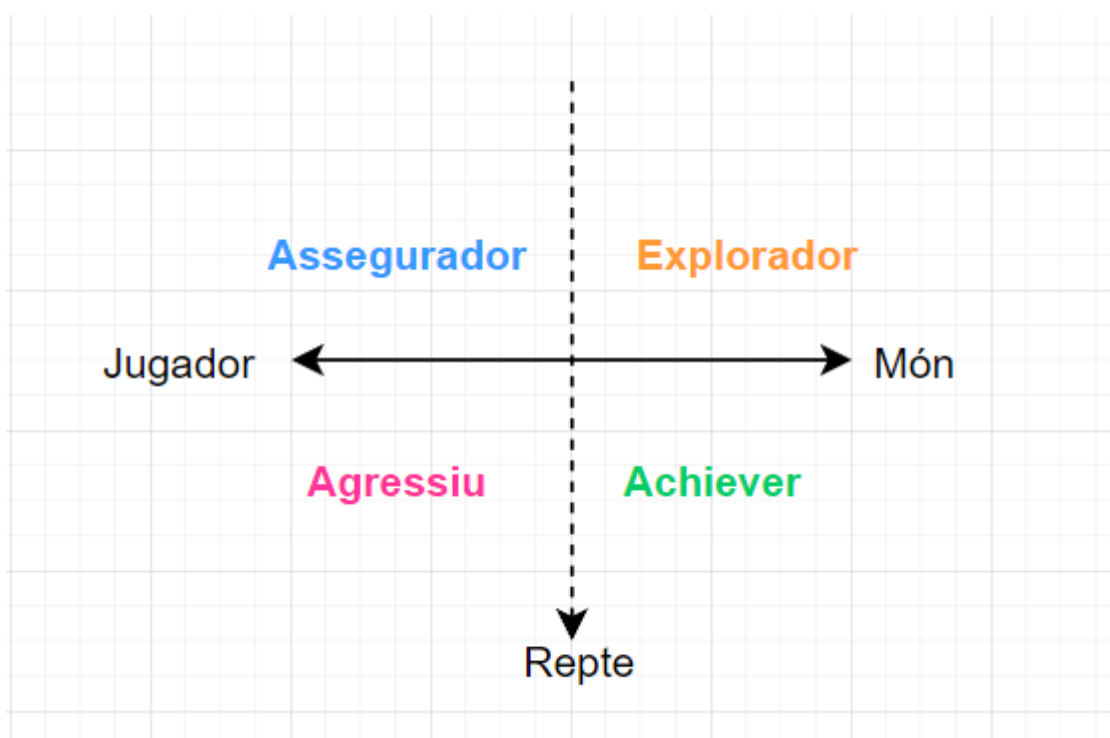 Assegurador
Explorador
Jugador
Món
Agressiu
Achiever
Repte